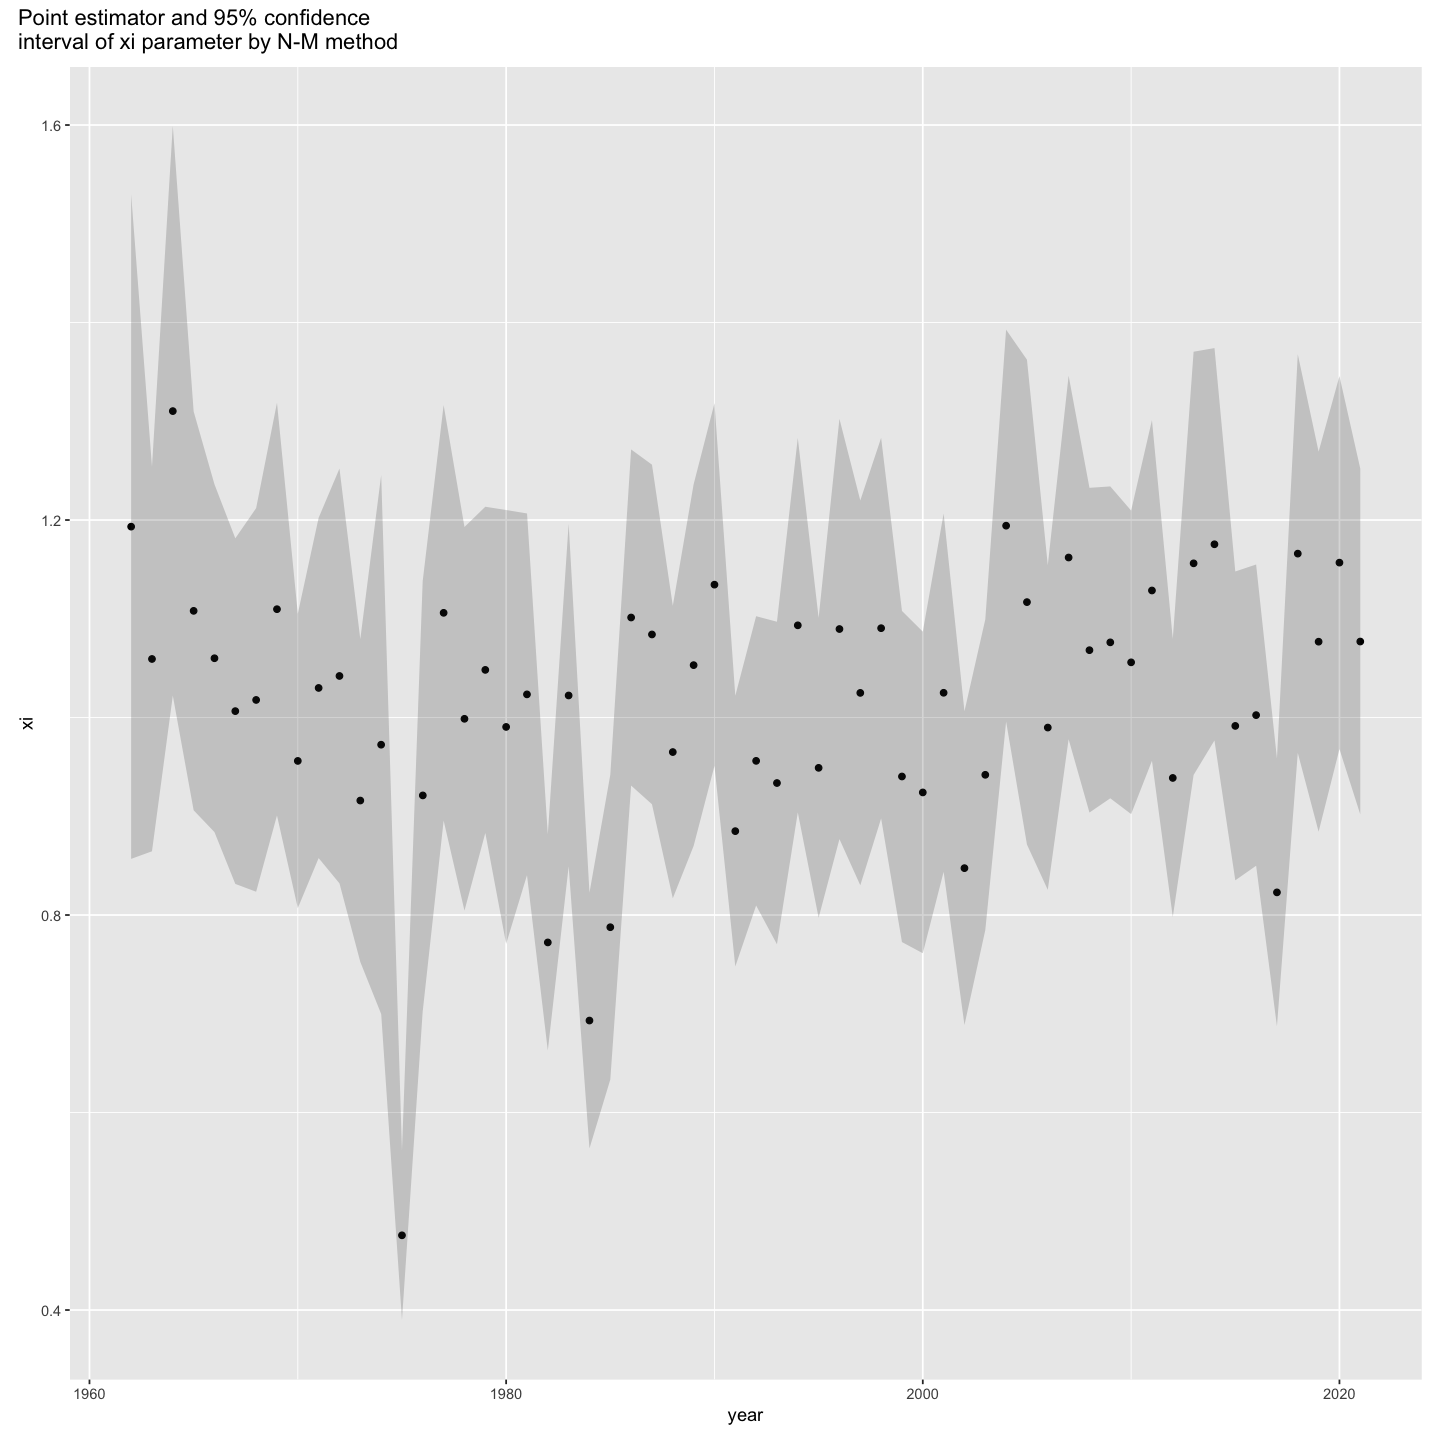 Point estimator and 95% confidence
interval of xi parameter by N-M method
1.6
1.2
xi
0.8
0.4
1960
1980
2000
2020
year